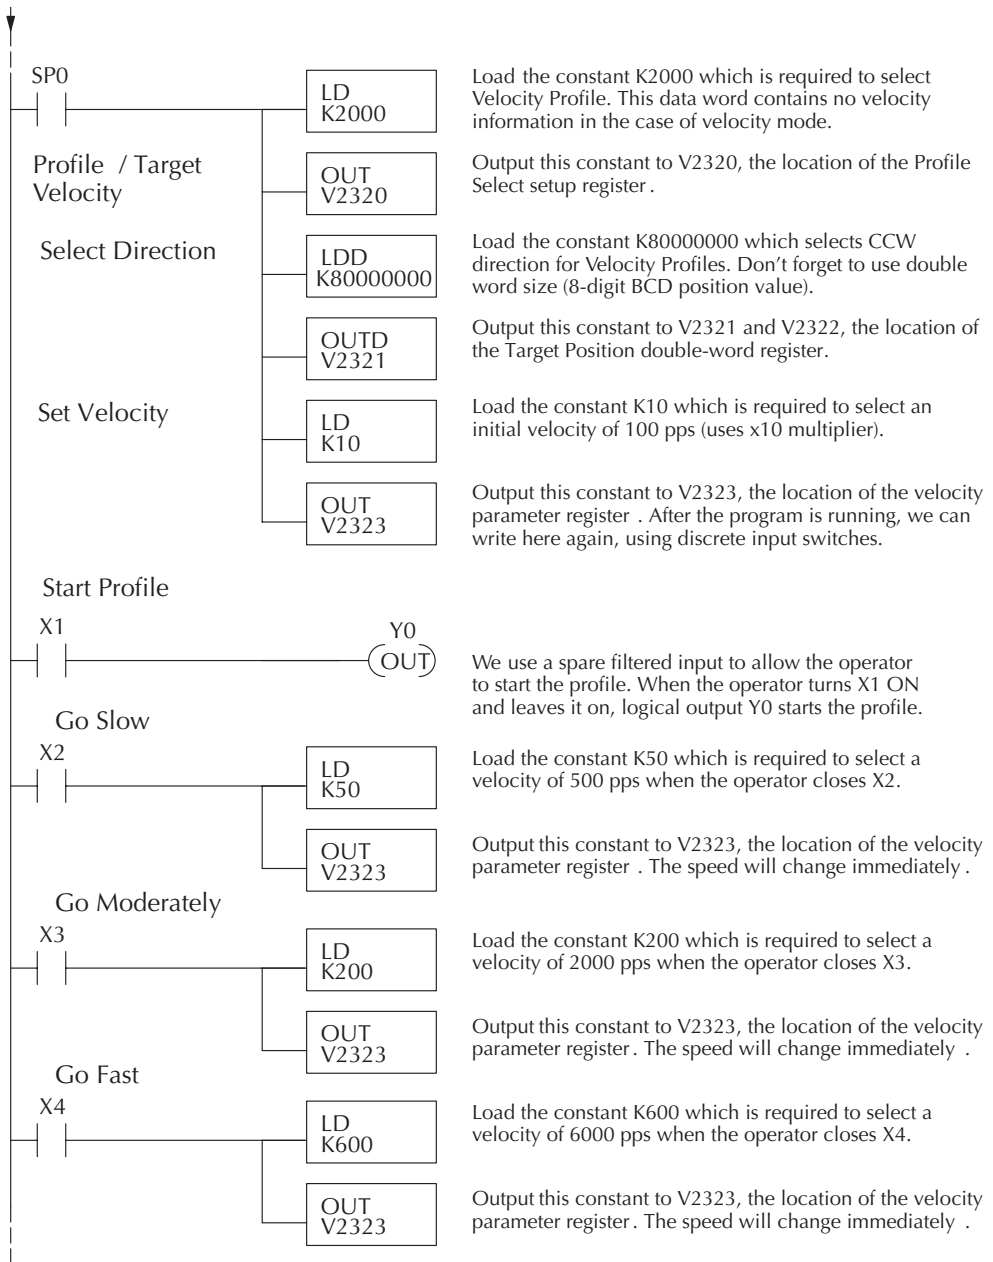 SP0
LD
K2000
Load the constant K2000 which is required to select
Velocity Profile. This data word contains no velocity
information in the case of velocity mode.
Profile / Target
Velocity
OUT
V2320
Output this constant to V2320, the location of the Profile
Select setup register .
Select Direction
LDD
K80000000
Load the constant K80000000 which selects CCW
direction for Velocity Profiles. Don’t forget to use double
word size (8-digit BCD position value).
OUTD
V2321
Output this constant to V2321 and V2322, the location of
the Target Position double-word register.
Set Velocity
LD
K10
Load the constant K10 which is required to select an
initial velocity of 100 pps (uses x10 multiplier).
OUT
V2323
Output this constant to V2323, the location of the velocity
parameter register . After the program is running, we can
write here again, using discrete input switches.
Start Profile
X1
Y0
OUT
We use a spare filtered input to allow the operator
to start the profile. When the operator turns X1 ON
and leaves it on, logical output Y0 starts the profile.
Go Slow
X2
LD
K50
Load the constant K50 which is required to select a
velocity of 500 pps when the operator closes X2.
OUT
V2323
Output this constant to V2323, the location of the velocity
parameter register . The speed will change immediately .
Go Moderately
X3
LD
K200
Load the constant K200 which is required to select a
velocity of 2000 pps when the operator closes X3.
OUT
V2323
Output this constant to V2323, the location of the velocity
parameter register . The speed will change immediately .
Go Fast
X4
LD
K600
Load the constant K600 which is required to select a
velocity of 6000 pps when the operator closes X4.
OUT
V2323
Output this constant to V2323, the location of the velocity
parameter register . The speed will change immediately .